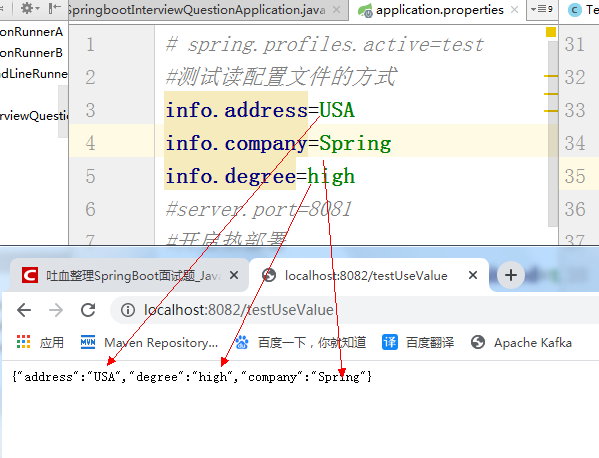 SpringbootInterviewQuestionApplication.java
application.properties
9
Te
onRunnerA
onRunnerB
ndLineRunne
rviewQuestio
1 # spring.profiles.active=test 31
2 #测试读配置文件的方式 32
3 info.address=USA 33
4 info.company=Spring 34
5 info.degree=high 35
6 #server.port=8081 36
7 #开启热部署 37
吐血整理SpringBoot面试题_Java
localhost:8082/testUseValue
localhost:8082/testUseValue
应用 Maven Repository... 百度一下，你就知道 译 百度翻译 Apache Kafka
{"address":"USA","degree":"high","company":"Spring"}